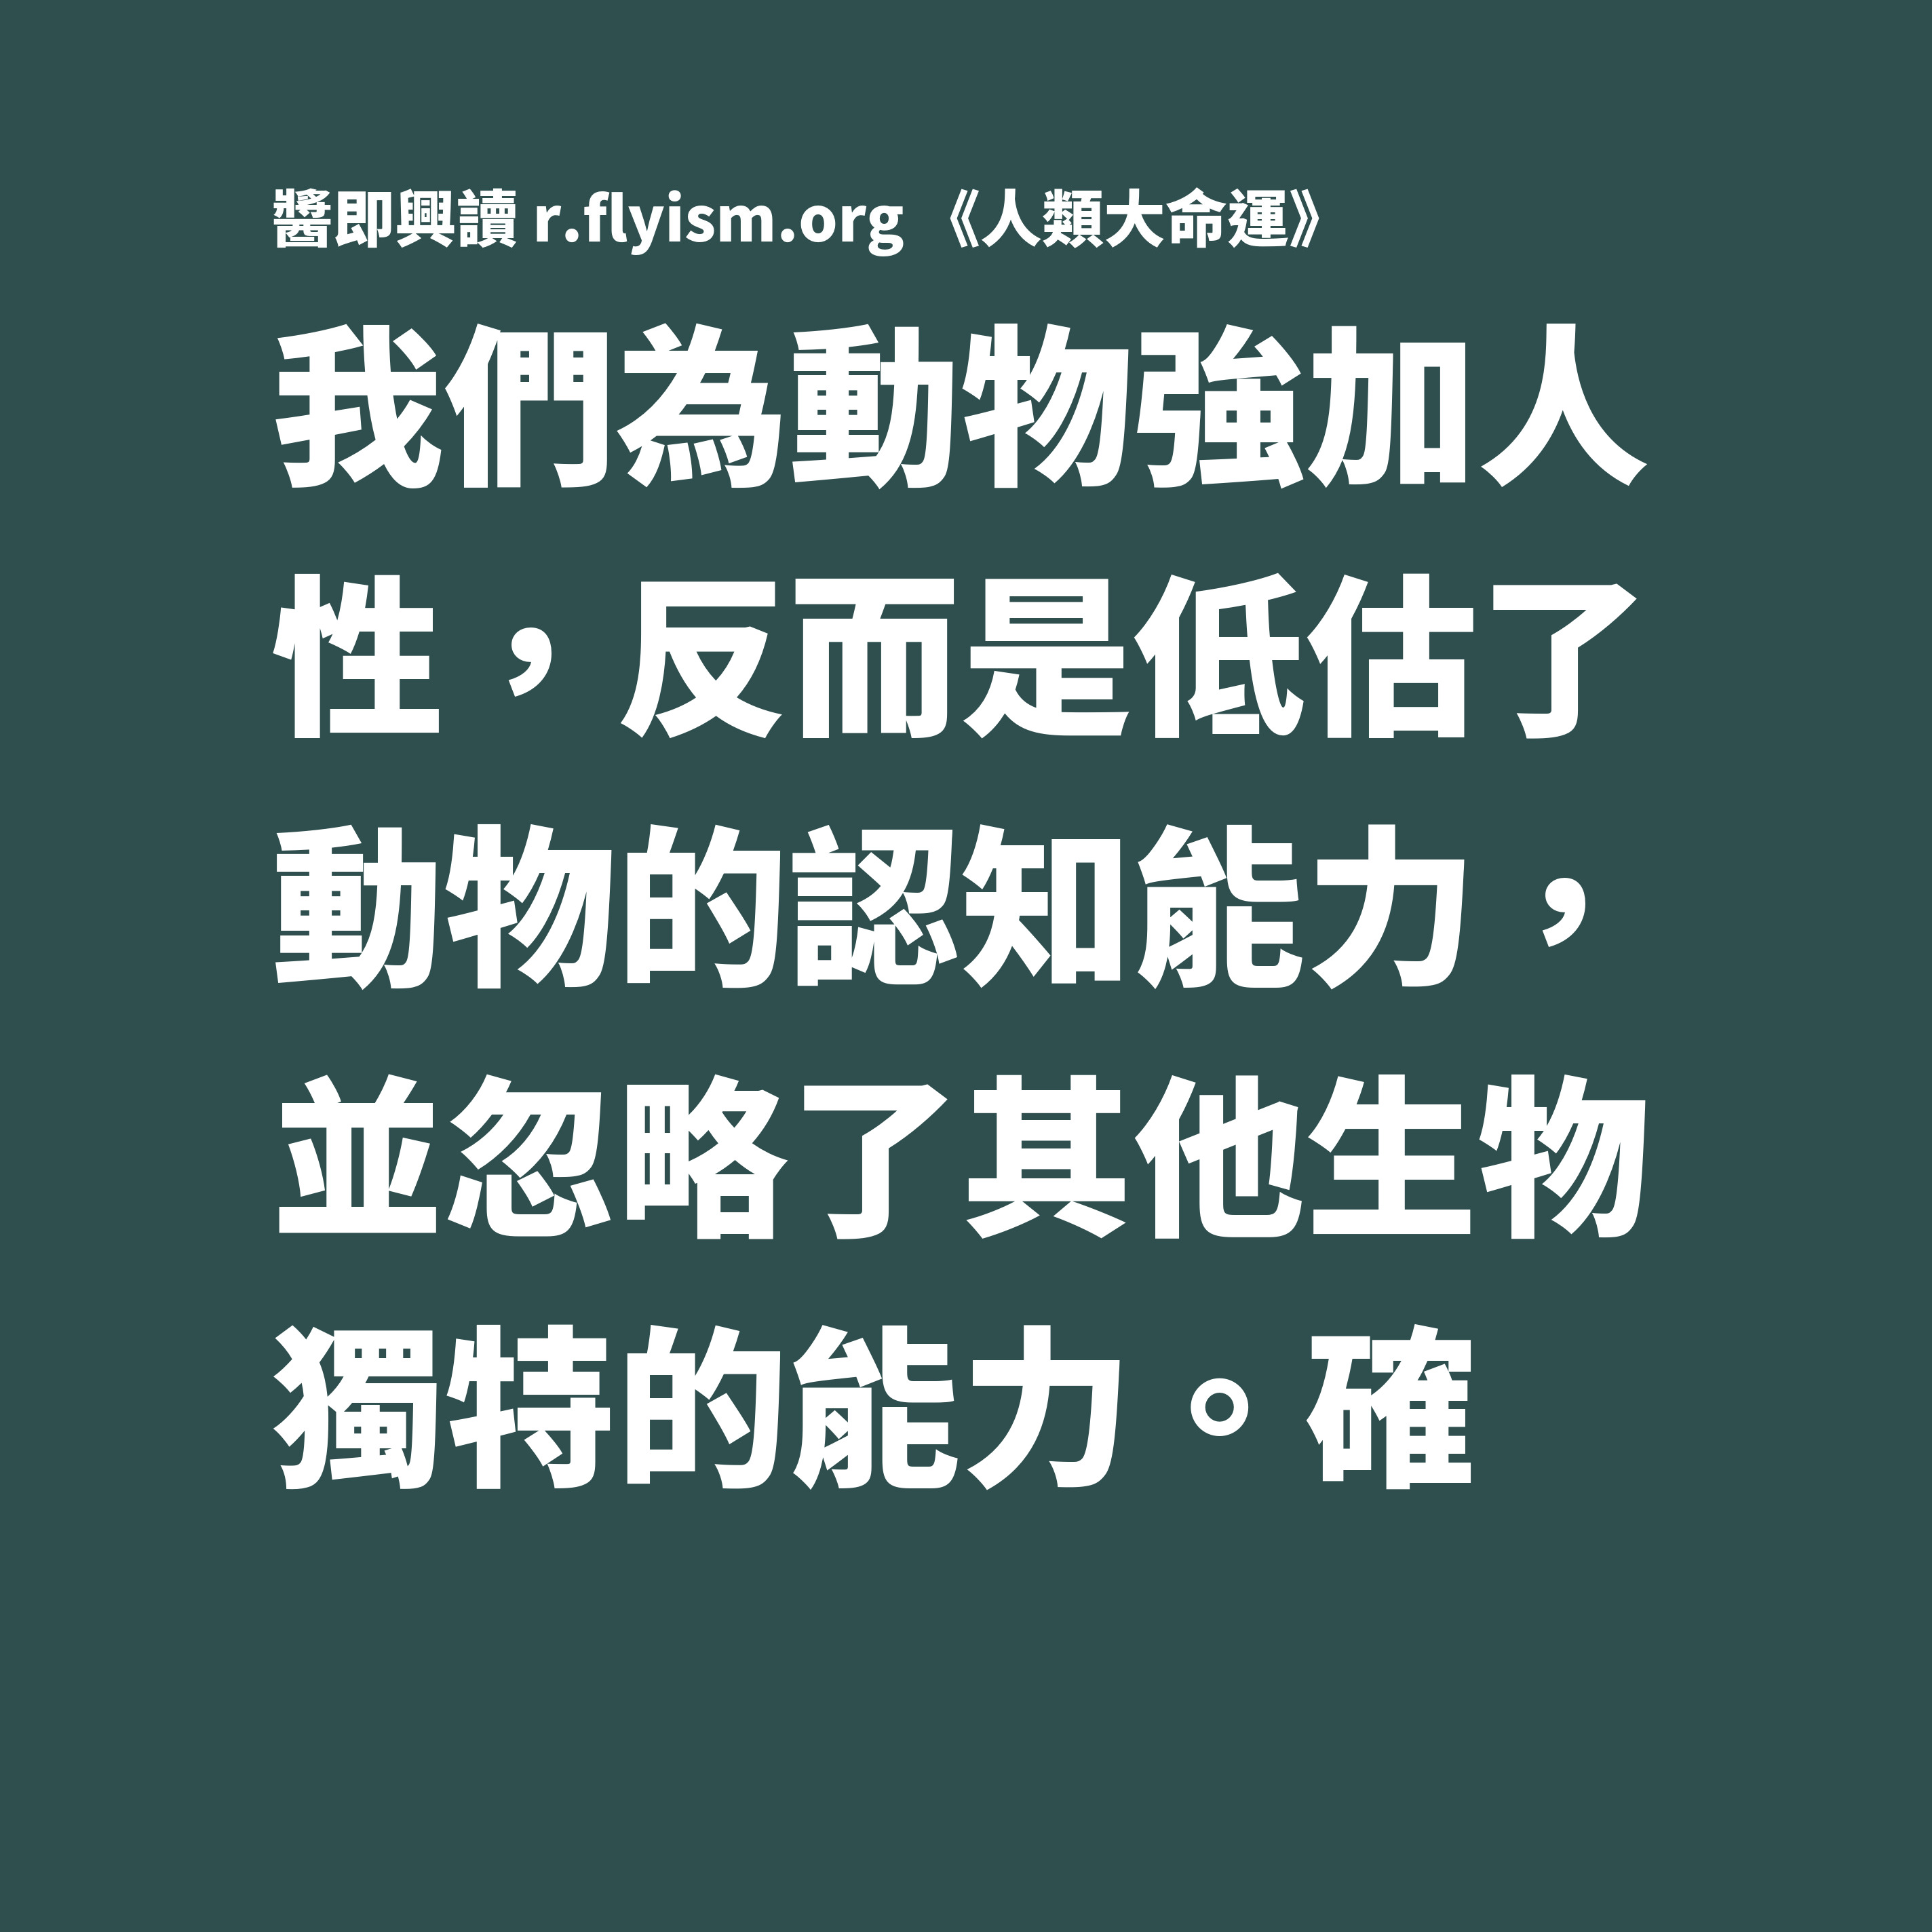 獎即與讀 r.flyism.org《人類大命運》
我們為動物強加人
性，反而是低估了
動物的認知能力，
並忽略了其他生物
獨特的能力。確